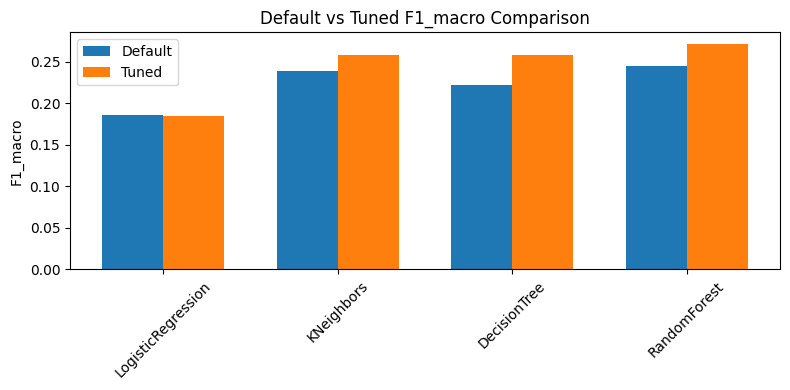 Default vs Tuned F1_macro Comparison
Default
Tuned
F1_macro
0.25
0.20
0.15
0.10
0.05
0.00
LogisticRegression
KNeighbors
DecisionTree
RandomForest